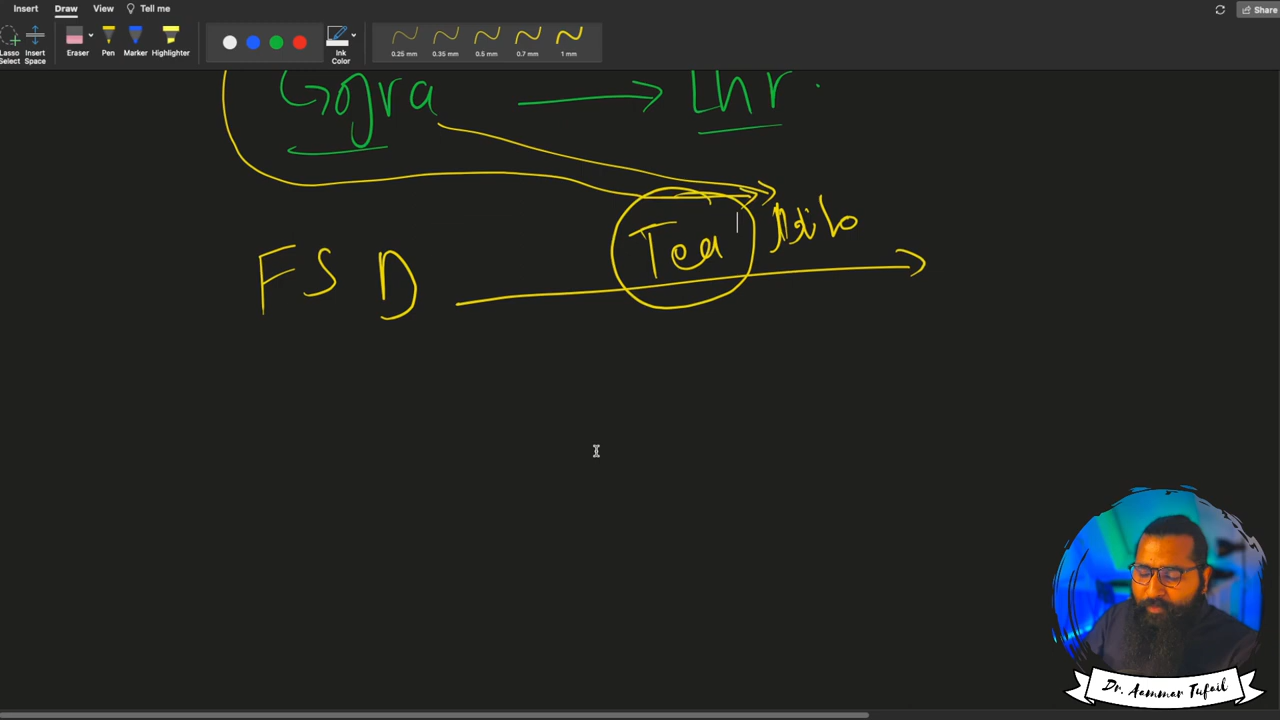 Insert Draw View Tell me Share
Lasso Select Insert Space Eraser Pen Marker Highlighter Ink Color 0.25 mm 0.35 mm 0.5 mm 0.7 mm 1 mm
Gojra Lhr.
FSD Tea
Dr. Aammar Tufail